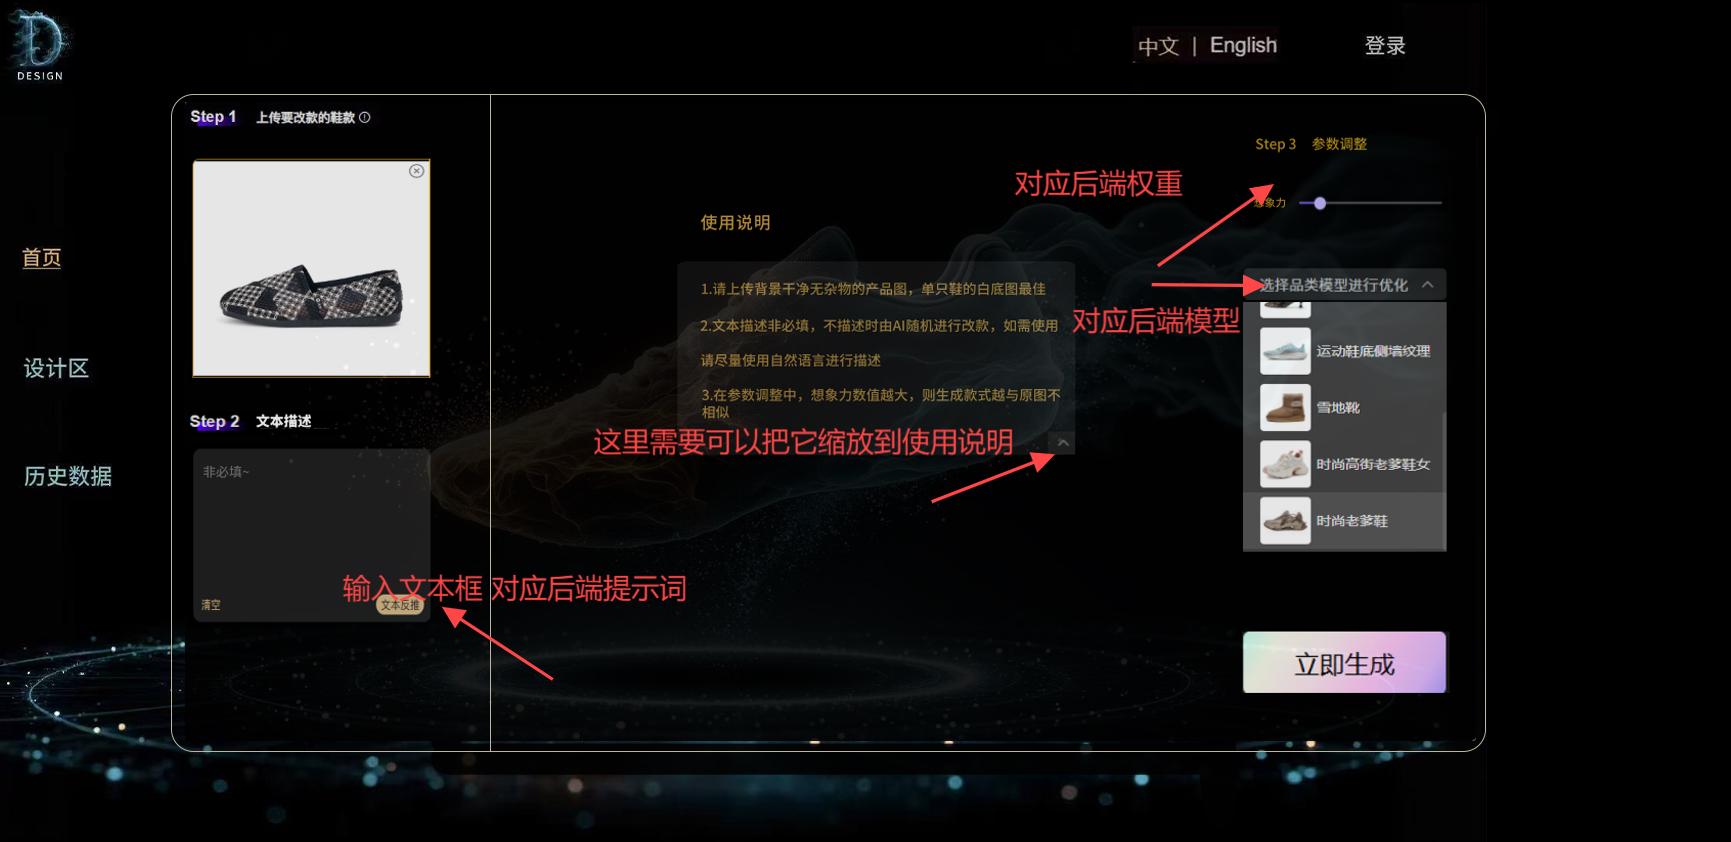 DESIGN
中文 | English
登录
首页
设计区
历史数据
Step 1 上传要改款的鞋款
Step 2 文本描述
非必填~
清空
文本反推
输入文本框 对应后端提示词
使用说明
1.请上传背景干净无杂物的产品图，单只鞋的白底图最佳
2.文本描述非必填，不描述时由AI随机进行改款，如需使用
请尽量使用自然语言进行描述
3.在参数调整中，想象力数值越大，则生成款式越与原图不
相似
这里需要可以把它缩放到使用说明
对应后端权重
对应后端模型
Step 3 参数调整
想象力
选择品类模型进行优化
运动鞋底侧墙纹理
雪地靴
时尚高街老爹鞋女
时尚老爹鞋
立即生成